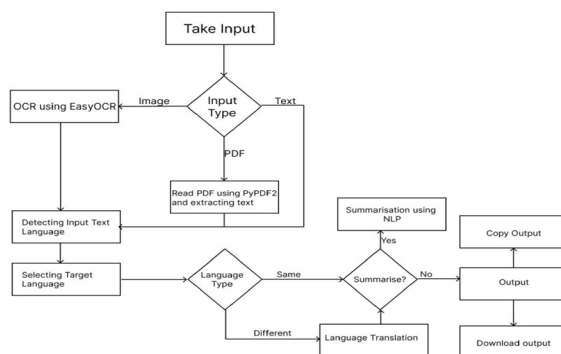 Take Input
Image
Input
Type
Text
OCR using EasyOCR
PDF
Read PDF using PyPDF2
and extracting text
Detecting Input Text
Language
Selecting Target
Language
Language
Type
Same
Different
Language Translation
Summarise?
Yes
Summarisation using
NLP
No
Output
Copy Output
Download output